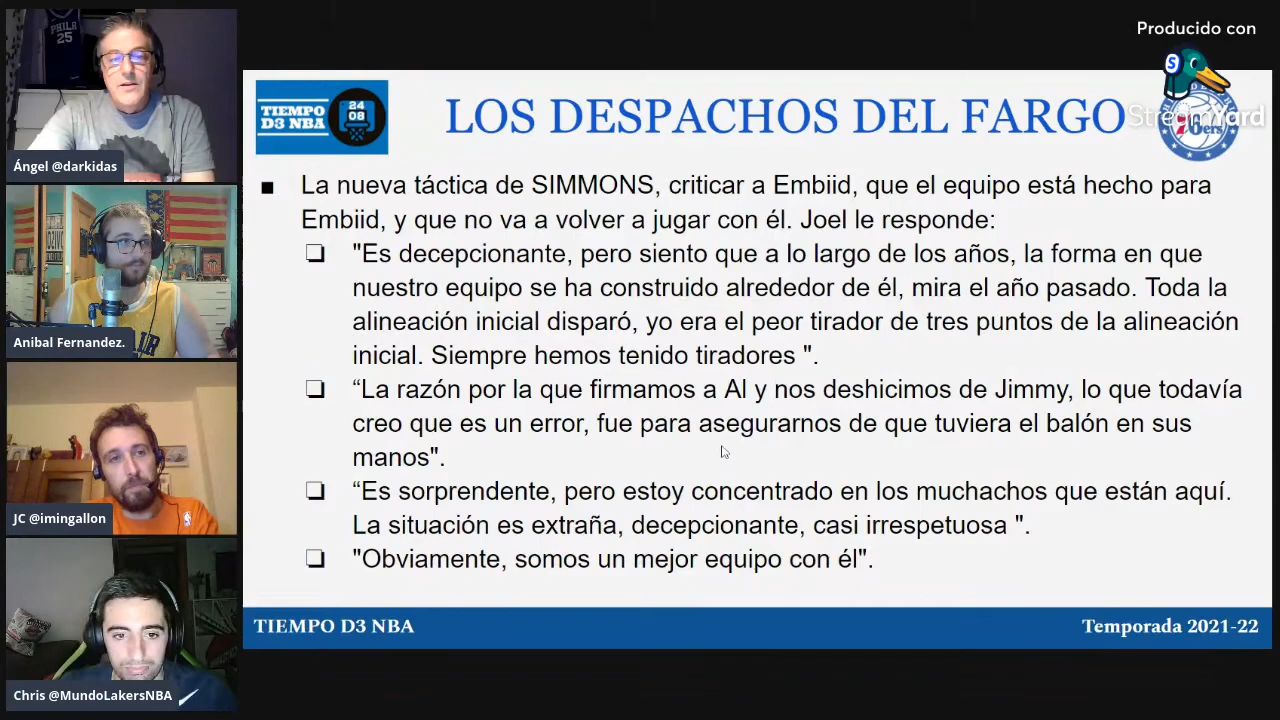 Producido con
StreamYard
PHILA
25
TIEMPO
D3 NBA
24
08
LOS DESPACHOS DEL FARGO
76ers
Ángel @darkidas
■ La nueva táctica de SIMMONS, criticar a Embiid, que el equipo está hecho para
Embiid, y que no va a volver a jugar con él. Joel le responde:
❏ "Es decepcionante, pero siento que a lo largo de los años, la forma en que
nuestro equipo se ha construido alrededor de él, mira el año pasado. Toda la
alineación inicial disparó, yo era el peor tirador de tres puntos de la alineación
inicial. Siempre hemos tenido tiradores ".
❏ “La razón por la que firmamos a Al y nos deshicimos de Jimmy, lo que todavía
creo que es un error, fue para asegurarnos de que tuviera el balón en sus
manos".
❏ “Es sorprendente, pero estoy concentrado en los muchachos que están aquí.
La situación es extraña, decepcionante, casi irrespetuosa ".
❏ "Obviamente, somos un mejor equipo con él".
Anibal Fernandez.
JC @imingallon
Chris @MundoLakersNBA
TIEMPO D3 NBA
Temporada 2021-22